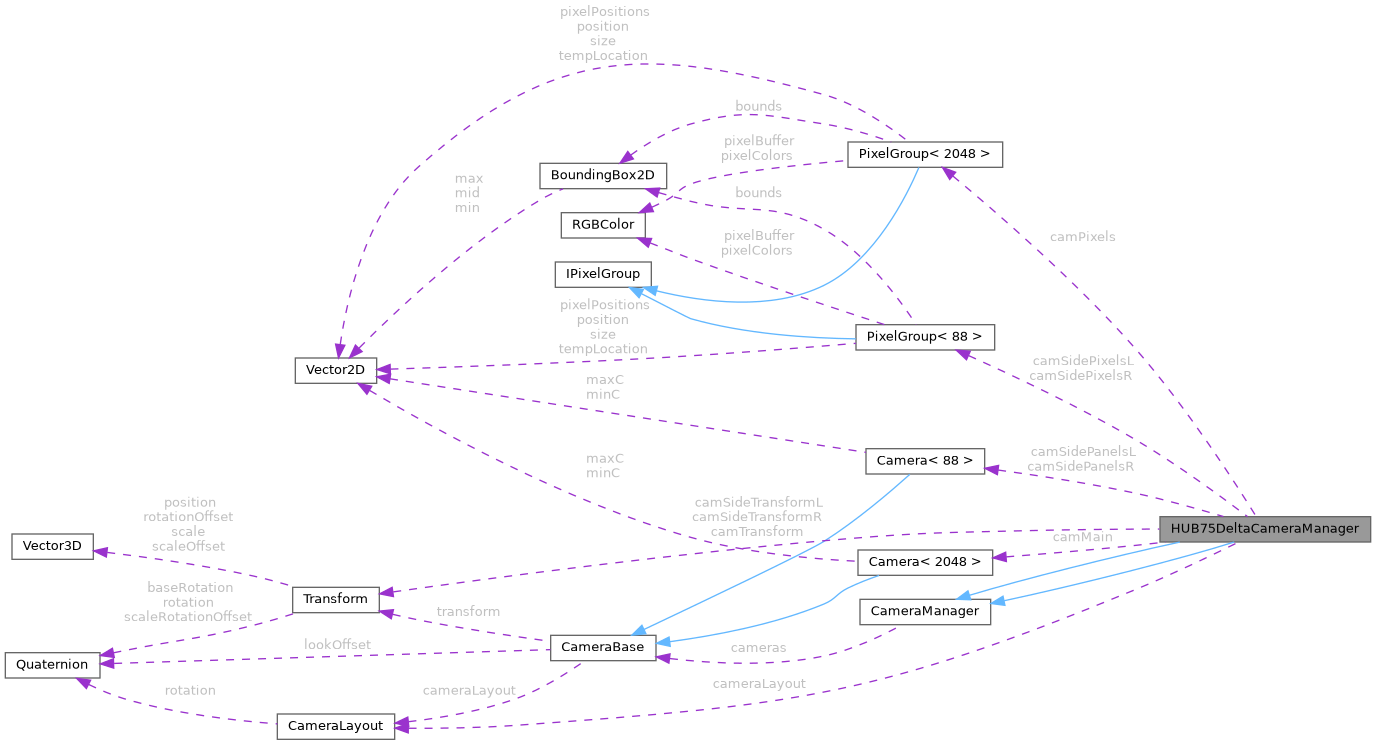 pixelPositions
position
size
tempLocation
bounds
pixelBuffer
pixelColors
PixelGroup< 2048 >
max
mid
min
BoundingBox2D
bounds
RGBColor
pixelBuffer
pixelColors
camPixels
IPixelGroup
pixelPositions
position
size
tempLocation
PixelGroup< 88 >
Vector2D
camSidePixelsL
camSidePixelsR
maxC
minC
Camera< 88 >
camSidePanelsL
camSidePanelsR
maxC
minC
camSideTransformL
camSideTransformR
camTransform
HUB75DeltaCameraManager
position
rotationOffset
scale
scaleOffset
Vector3D
camMain
Camera< 2048 >
baseRotation
rotation
scaleRotationOffset
Transform
transform
CameraManager
Quaternion
lookOffset
CameraBase
cameras
rotation
cameraLayout
cameraLayout
CameraLayout